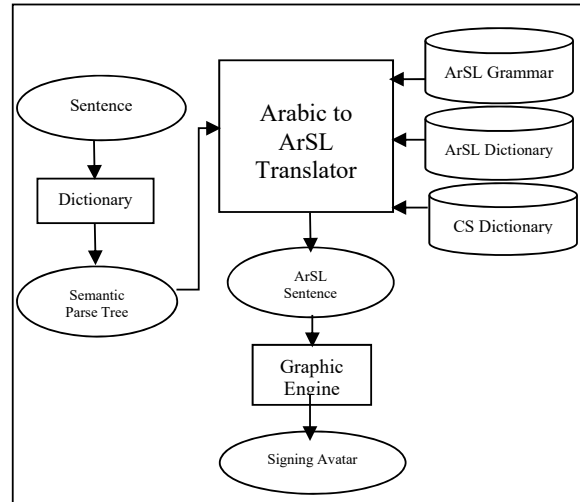 Sentence
Dictionary
Semantic
Parse Tree
Arabic to
ArSL
Translator
ArSL Grammar
ArSL Dictionary
CS Dictionary
ArSL
Sentence
Graphic
Engine
Signing Avatar